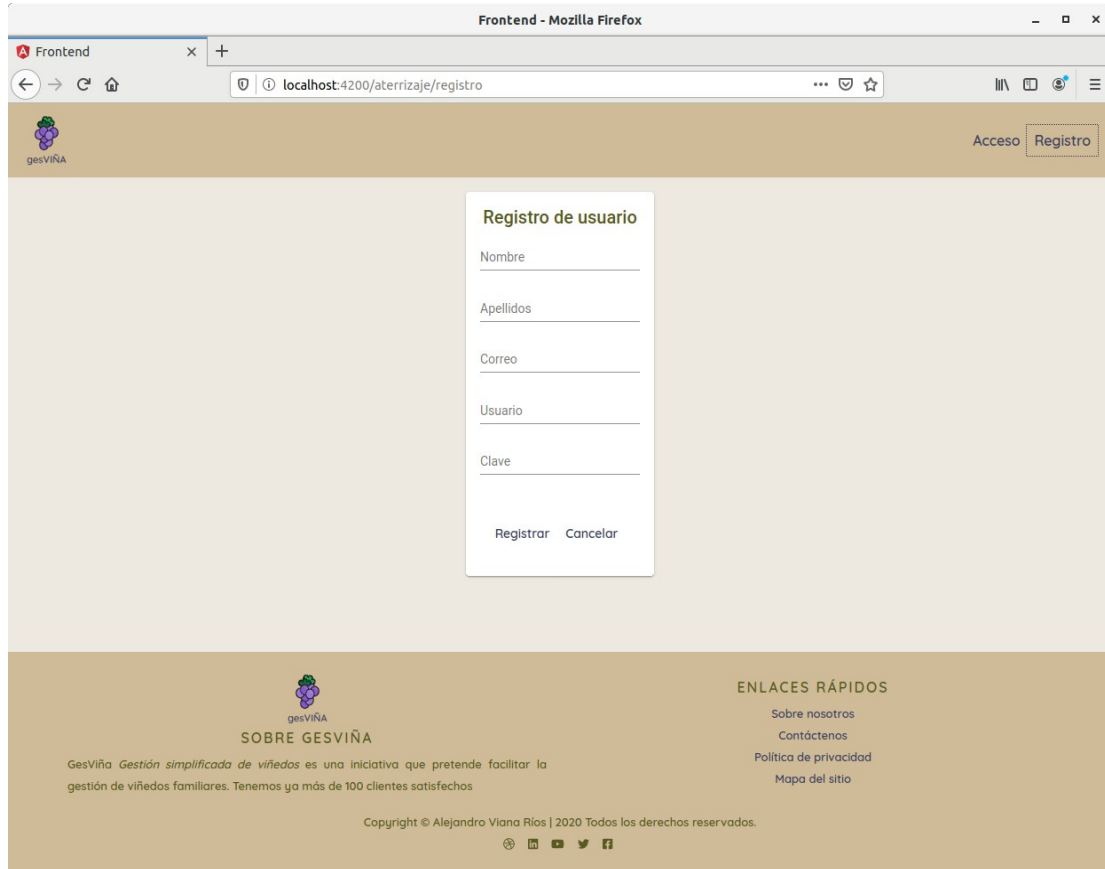 Frontend - Mozilla Firefox
Frontend
localhost:4200/aterrizaje/registro
gesVIÑA
Acceso Registro
Registro de usuario
Nombre
Apellidos
Correo
Usuario
Clave
Registrar Cancelar
gesVIÑA
SOBRE GESVIÑA
GesViña Gestión simplificada de viñedos es una iniciativa que pretende facilitar la
gestión de viñedos familiares. Tenemos ya más de 100 clientes satisfechos
ENLACES RÁPIDOS
Sobre nosotros
Contáctenos
Política de privacidad
Mapa del sitio
Copyright © Alejandro Viana Ríos | 2020 Todos los derechos reservados.